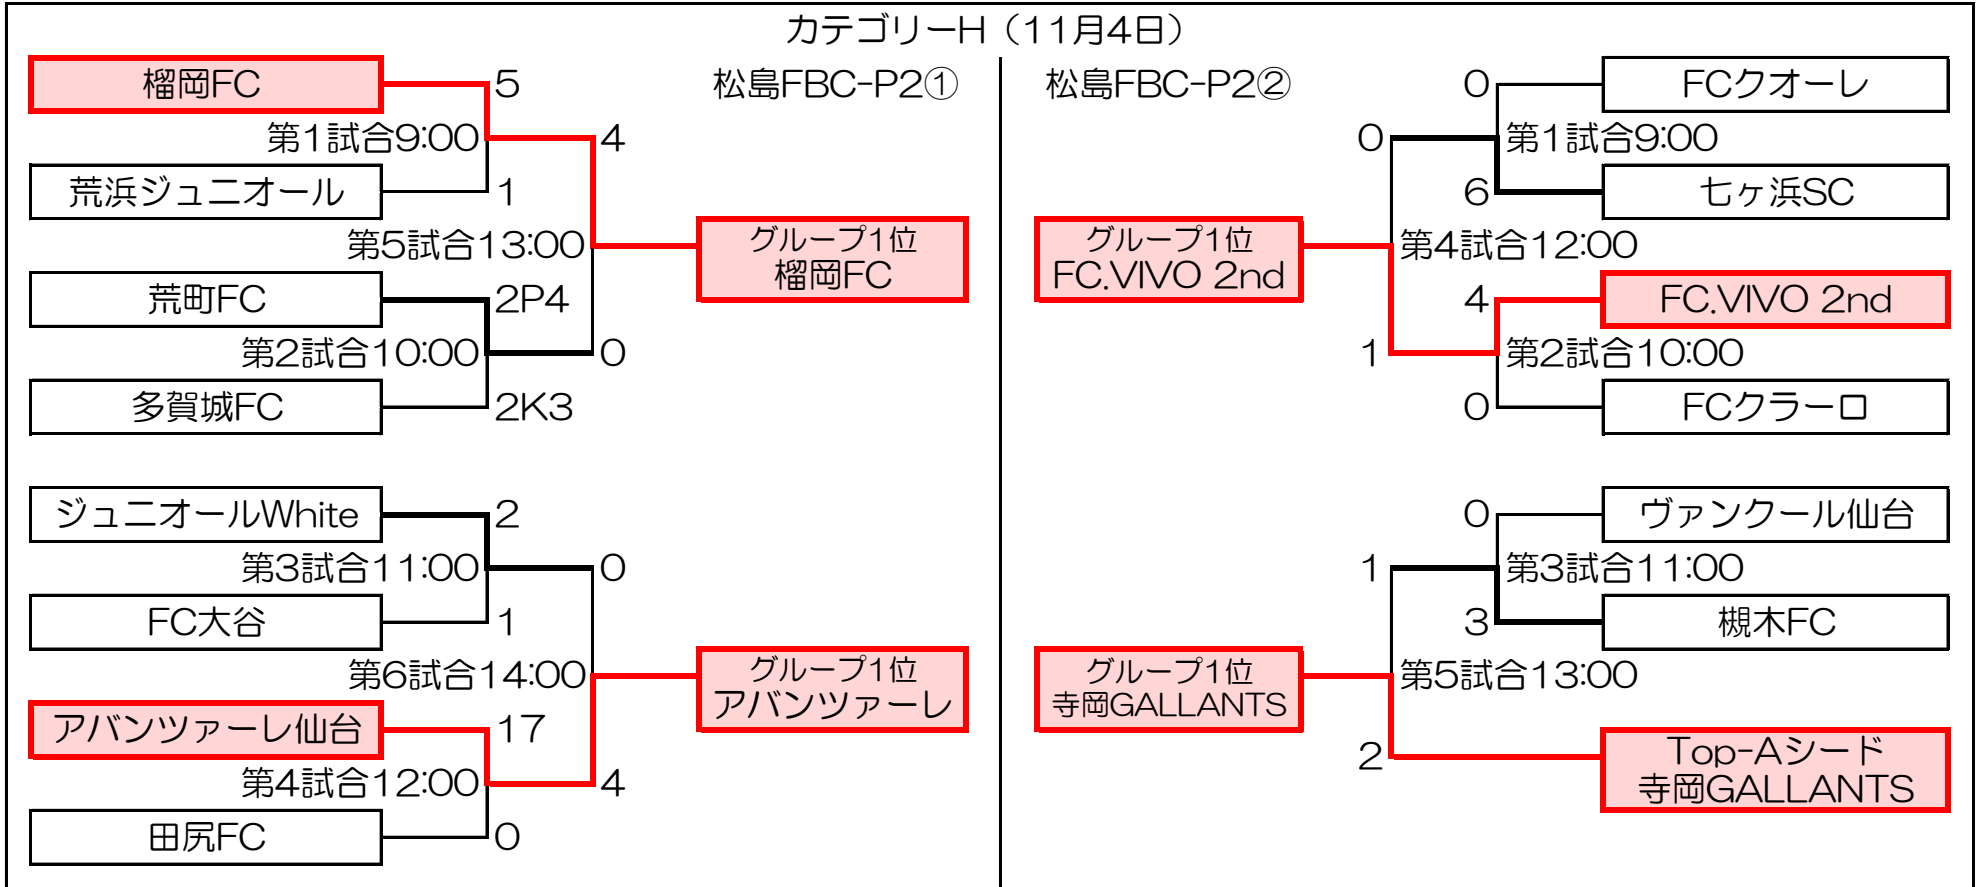 カテゴリーH（11月4日）
松島FBC-P2①
榴岡FC
5
第1試合9:00
4
荒浜ジュニオール
1
第5試合13:00
グループ1位
榴岡FC
荒町FC
2P4
第2試合10:00
0
多賀城FC
2K3
ジュニオールWhite
2
第3試合11:00
0
FC大谷
1
第6試合14:00
グループ1位
アバンツァーレ
アバンツァーレ仙台
17
第4試合12:00
4
田尻FC
0
松島FBC-P2②
0
FCクオーレ
0
第1試合9:00
6
七ヶ浜SC
グループ1位
FC.VIVO 2nd
第4試合12:00
4
FC.VIVO 2nd
1
第2試合10:00
0
FCクラーロ
0
ヴァンクール仙台
1
第3試合11:00
3
槻木FC
グループ1位
寺岡GALLANTS
第5試合13:00
2
Top-Aシード
寺岡GALLANTS